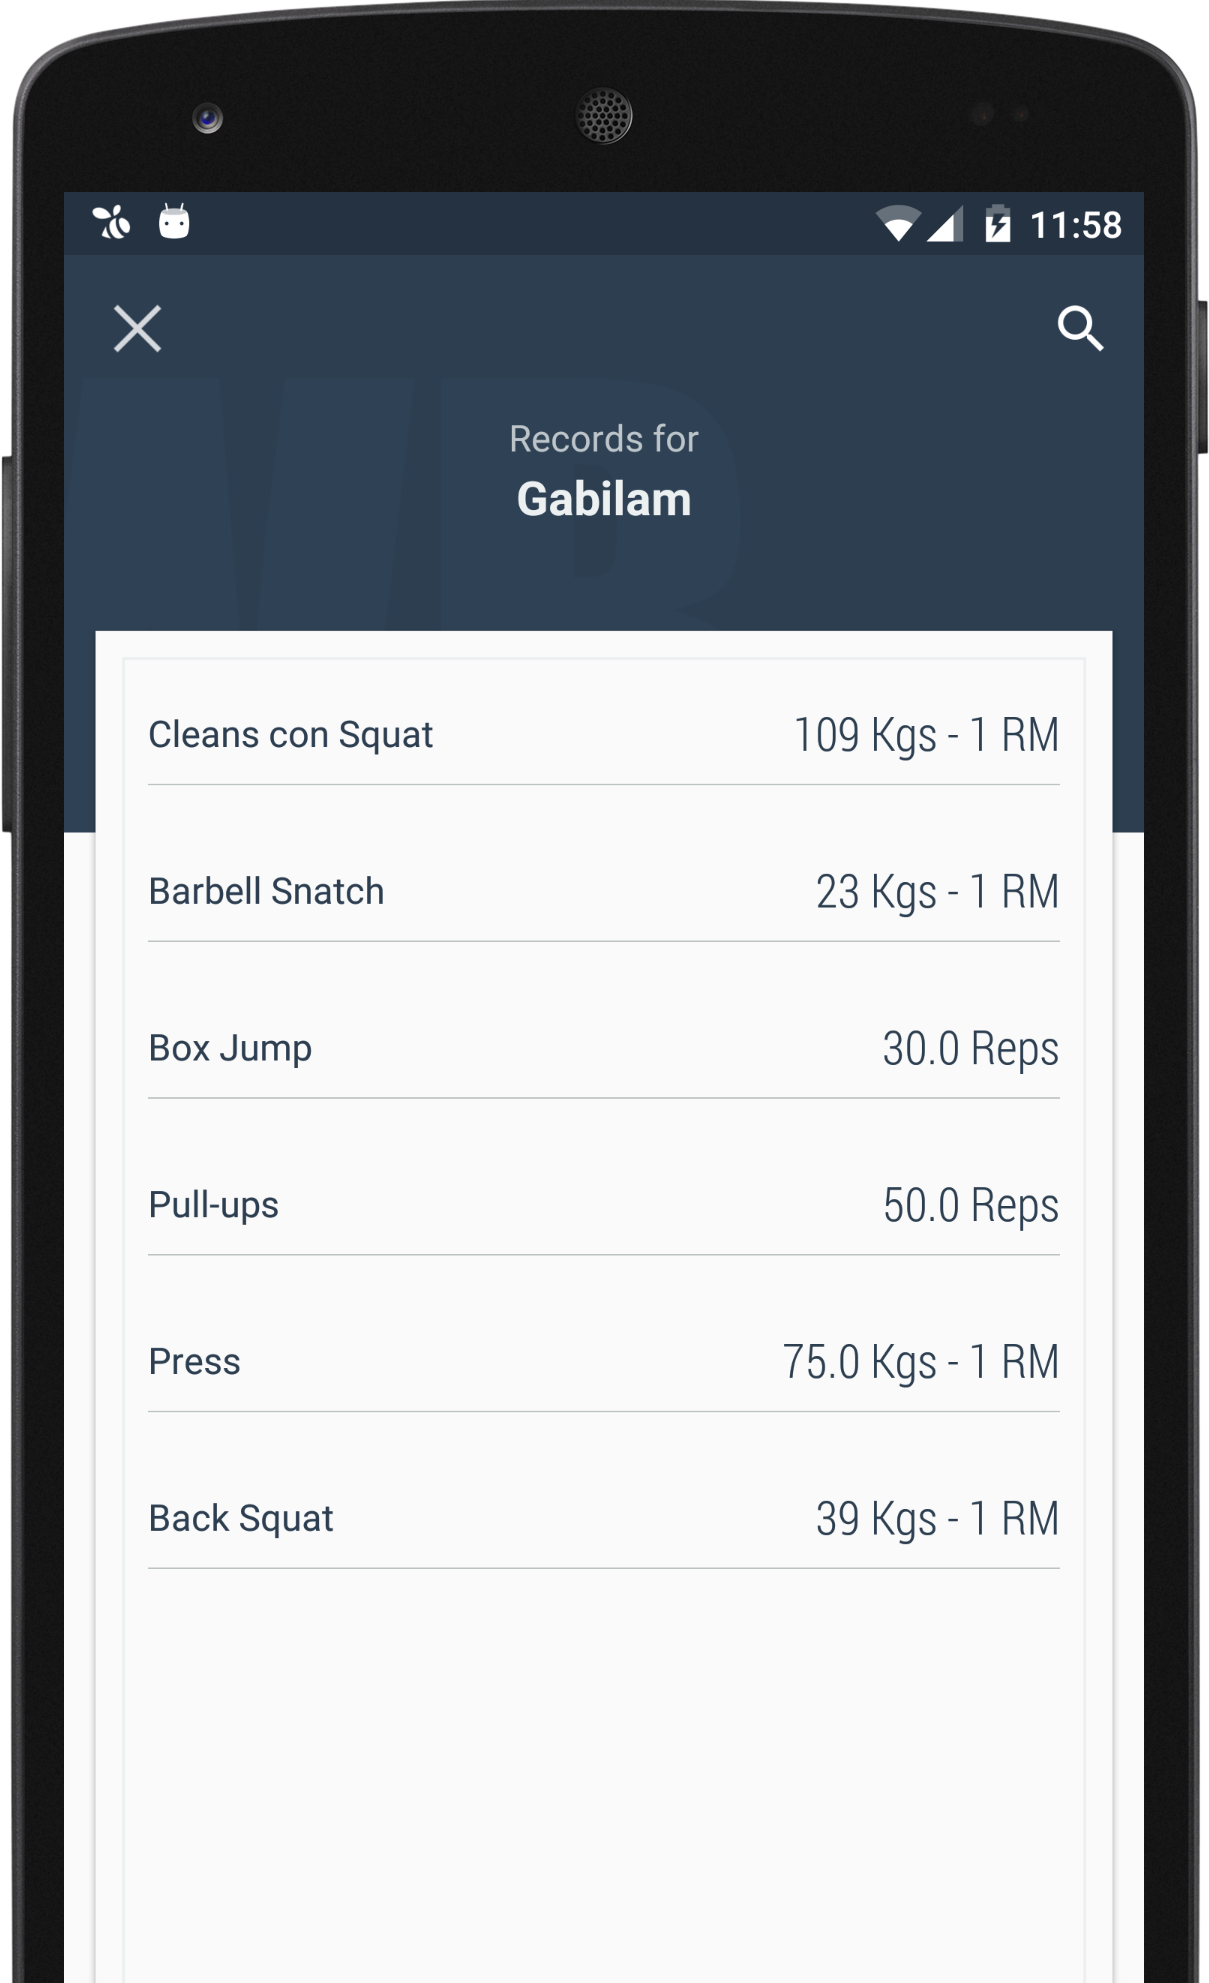 11:58
Records for
Gabilam
Cleans con Squat 109 Kgs - 1 RM
Barbell Snatch 23 Kgs - 1 RM
Box Jump 30.0 Reps
Pull-ups 50.0 Reps
Press 75.0 Kgs - 1 RM
Back Squat 39 Kgs - 1 RM